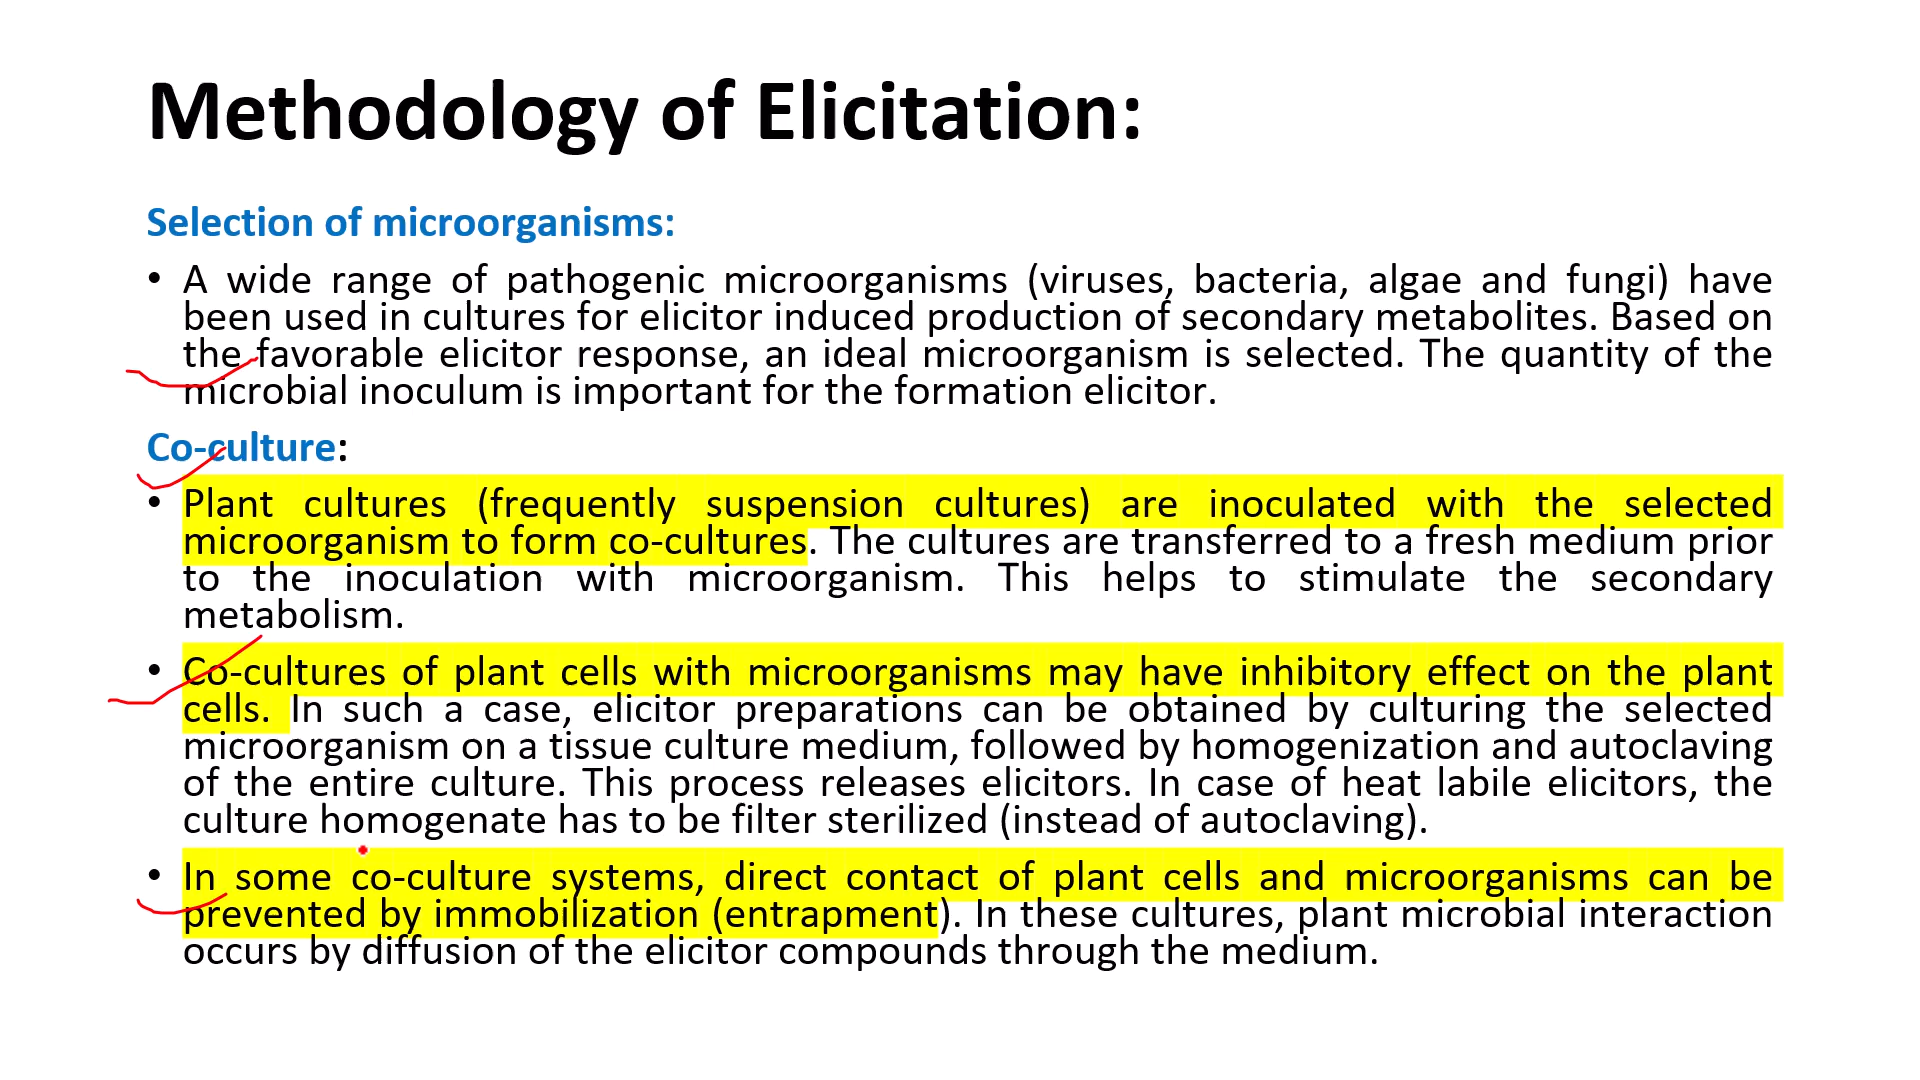 Methodology of Elicitation:
Selection of microorganisms:
• A wide range of pathogenic microorganisms (viruses, bacteria, algae and fungi) have
been used in cultures for elicitor induced production of secondary metabolites. Based on
the favorable elicitor response, an ideal microorganism is selected. The quantity of the
microbial inoculum is important for the formation elicitor.
Co-culture:
• Plant cultures (frequently suspension cultures) are inoculated with the selected
microorganism to form co-cultures. The cultures are transferred to a fresh medium prior
to the inoculation with microorganism. This helps to stimulate the secondary
metabolism.
• Co-cultures of plant cells with microorganisms may have inhibitory effect on the plant
cells. In such a case, elicitor preparations can be obtained by culturing the selected
microorganism on a tissue culture medium, followed by homogenization and autoclaving
of the entire culture. This process releases elicitors. In case of heat labile elicitors, the
culture homogenate has to be filter sterilized (instead of autoclaving).
• In some co-culture systems, direct contact of plant cells and microorganisms can be
prevented by immobilization (entrapment). In these cultures, plant microbial interaction
occurs by diffusion of the elicitor compounds through the medium.